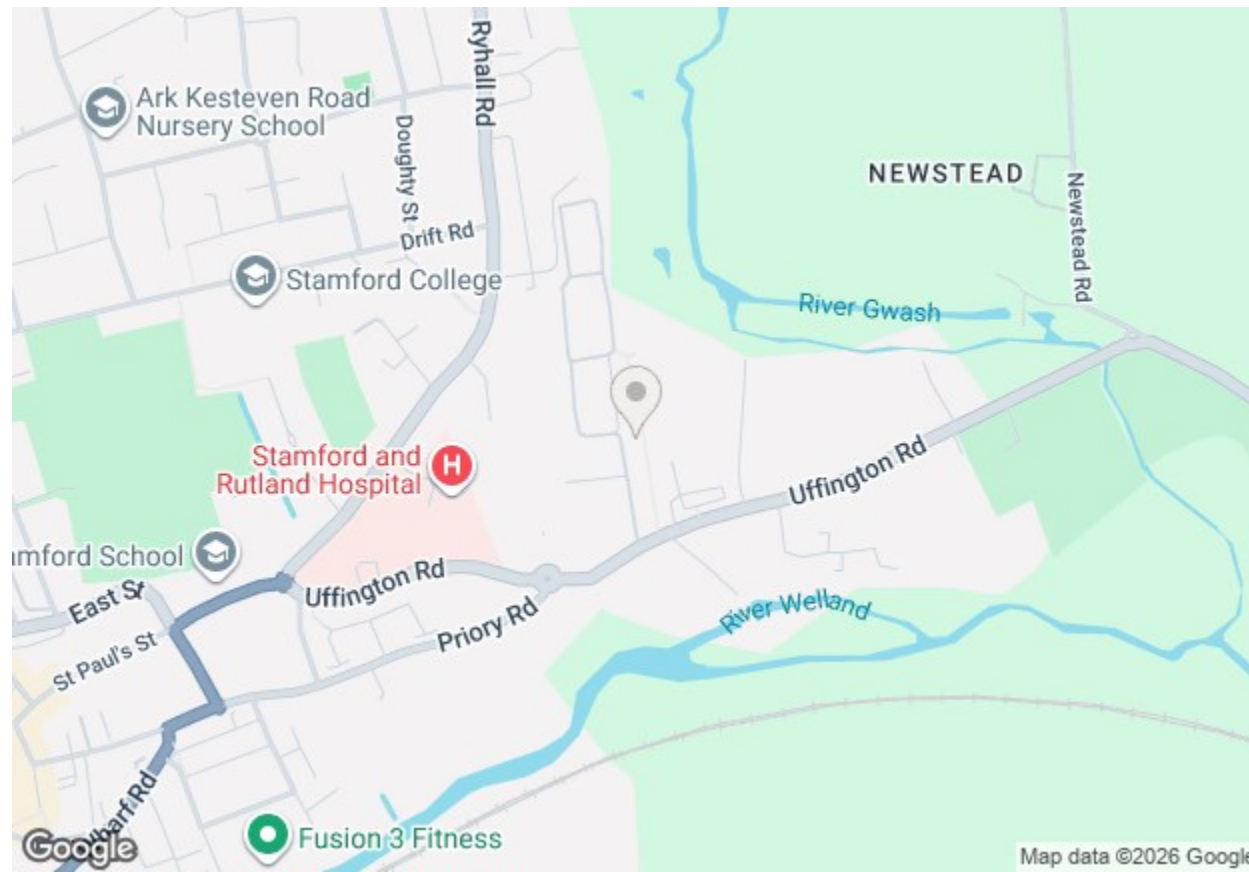 Ryhall Rd
Ark Kesteven Road
Nursery School
Doughty St
NEWSTEAD
Newstead Rd
Drift Rd
Stamford College
River Gwash
Stamford and
Rutland Hospital
H
Uffington Rd
amford School
East St
Uffington Rd
St Paul's St
Priory Rd
River Welland
Wharf Rd
Fusion 3 Fitness
Google
Map data ©2026 Google